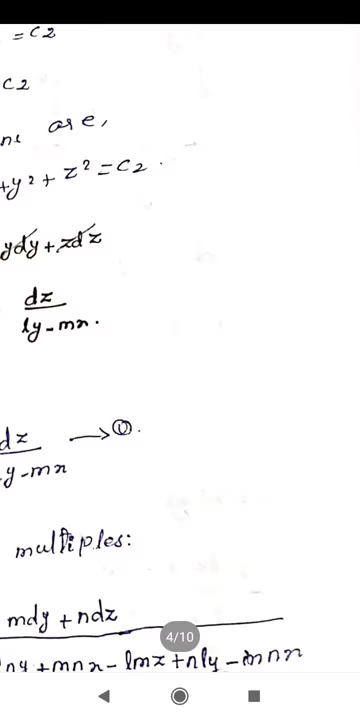 = C2
C2
are,
+y² + z² = C2.
ydy + zdz
dz
ly - mx.
dz → ①.
y - mx
multiples:
mdy + ndz
4/10
ny + mnx - lmz + nly - mnx